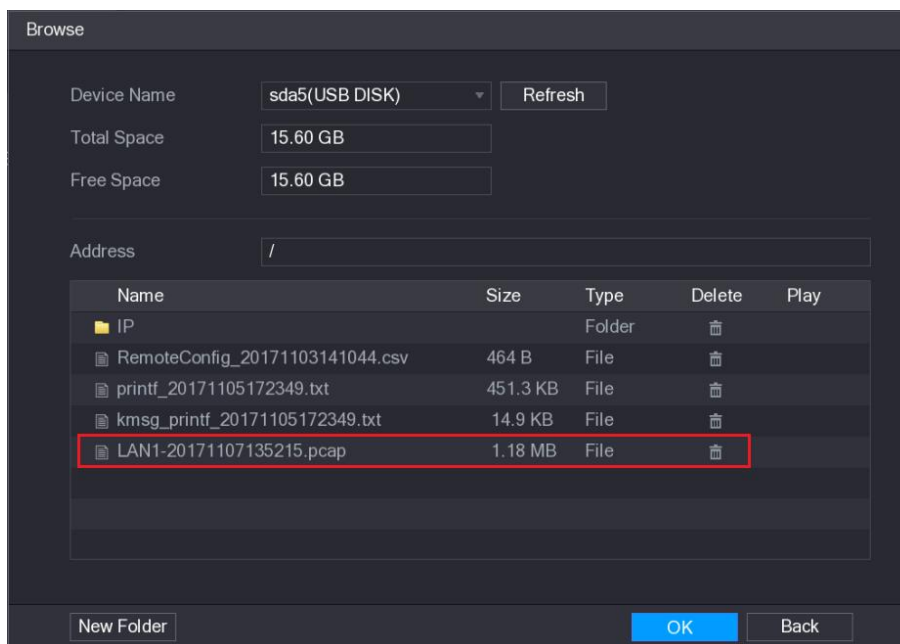 Browse
Device Name sda5(USB DISK) Refresh
Total Space 15.60 GB
Free Space 15.60 GB
Address /
Name Size Type Delete Play
IP Folder
RemoteConfig_20171103141044.csv 464 B File
printf_20171105172349.txt 451.3 KB File
kmsg_printf_20171105172349.txt 14.9 KB File
LAN1-20171107135215.pcap 1.18 MB File
New Folder OK Back